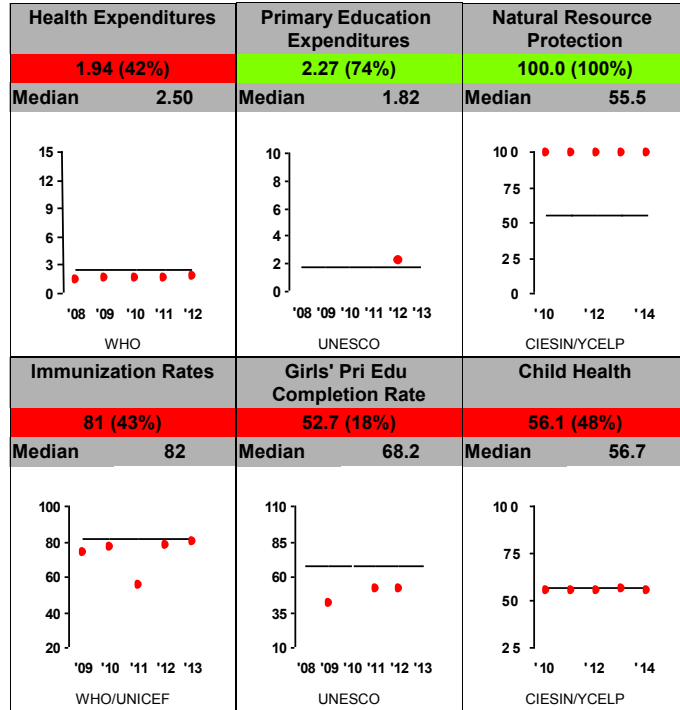 Health Expenditures
1.94 (42%)
Median 2.50
15
12
9
6
3
0
'08 '09 '10 '11 '12
WHO
Primary Education
Expenditures
2.27 (74%)
Median 1.82
10
8
6
4
2
0
'08 '09 '10 '11 '12 '13
UNESCO
Natural Resource
Protection
100.0 (100%)
Median 55.5
100
75
50
25
0
'10 '12 '14
CIESIN/YCELP
Immunization Rates
81 (43%)
Median 82
100
80
60
40
20
'09 '10 '11 '12 '13
WHO/UNICEF
Girls' Pri Edu
Completion Rate
52.7 (18%)
Median 68.2
110
85
60
35
10
'08 '09 '10 '11 '12 '13
UNESCO
Child Health
56.1 (48%)
Median 56.7
100
75
50
25
'10 '12 '14
CIESIN/YCELP